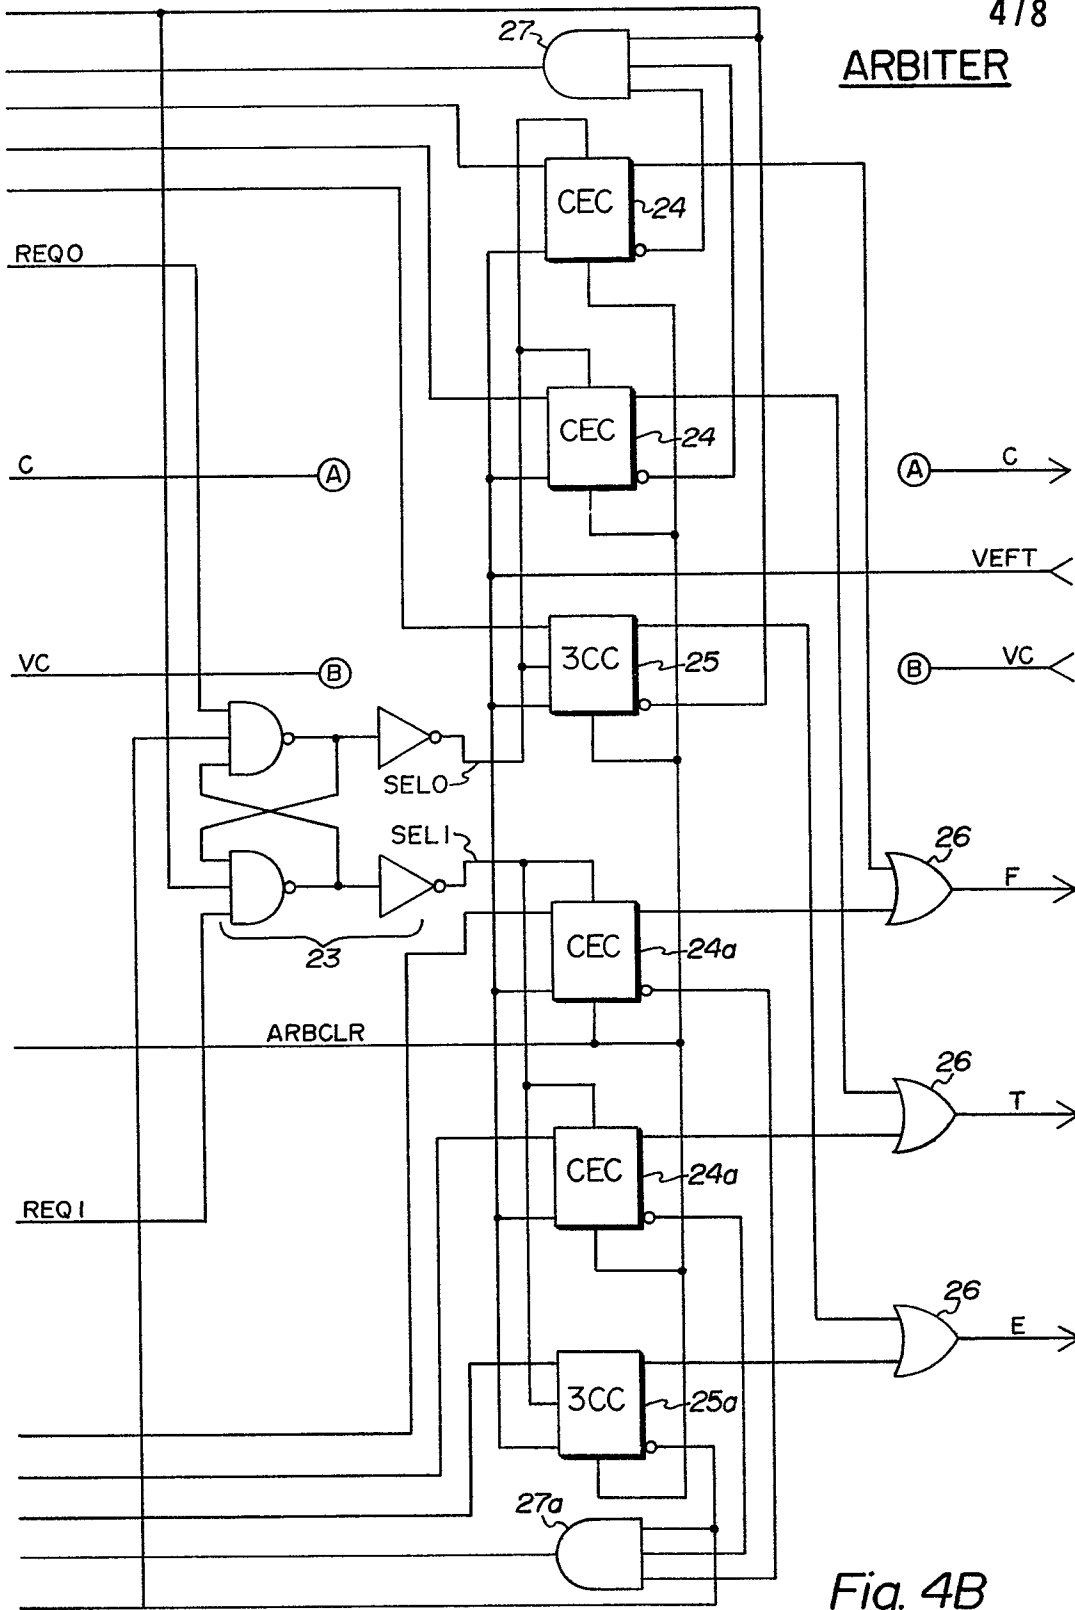 4/8
ARBITER
27
CEC
24
REQ0
CEC
24
C
A
A
C
VEFT
3CC
25
VC
B
B
VC
SEL0
SEL1
26
F
CEC
24a
23
ARBCLR
26
T
CEC
24a
REQ1
26
E
3CC
25a
27a
Fig. 4B